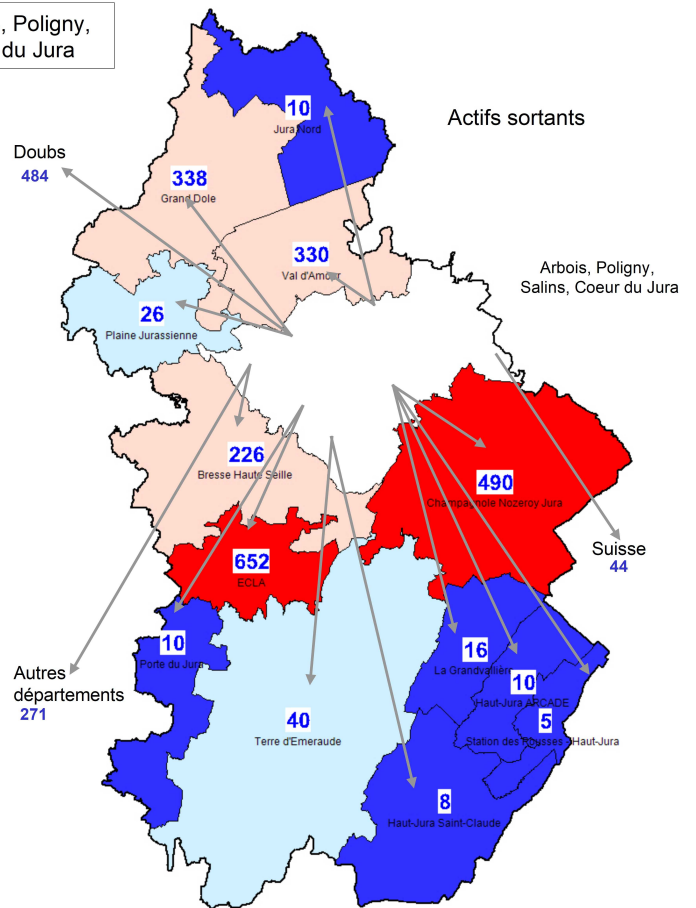 , Poligny,
du Jura
Actifs sortants
10
Jura Nord
Doubs
484
338
Grand Dole
330
Val d'Amour
Arbois, Poligny,
Salins, Coeur du Jura
26
Plaine Jurassienne
226
Bresse Haute Seille
490
Champagnole Nozeroy Jura
652
ECLA
Suisse
44
10
Porte du Jura
16
La Grandvallière
Autres
départements
271
10
Haut-Jura ARCADE
40
Terre d'Emeraude
5
Station des Rousses - Haut-Jura
8
Haut-Jura Saint-Claude